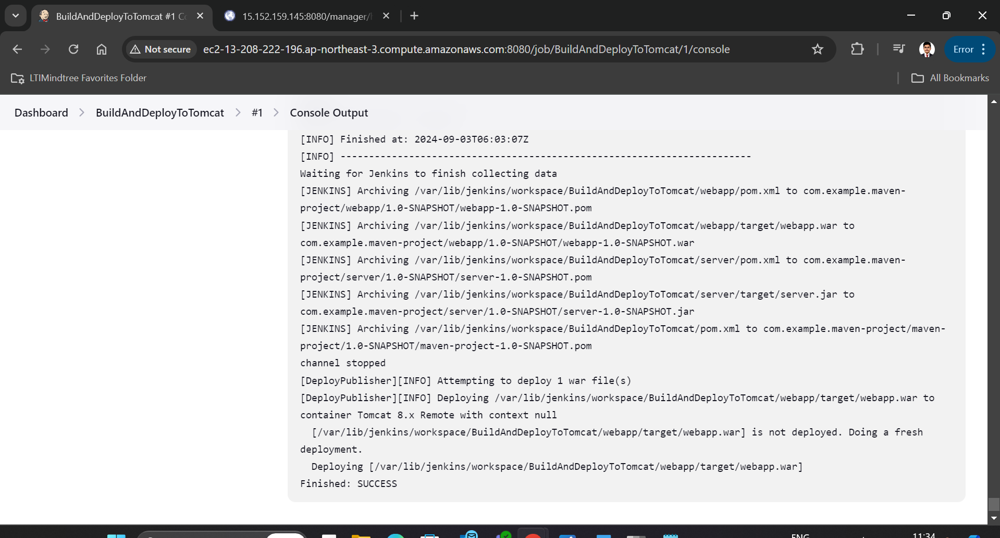 BuildAndDeployToTomcat #1 Co
15.152.159.145:8080/manager/
Not secure
ec2-13-208-222-196.ap-northeast-3.compute.amazonaws.com:8080/job/BuildAndDeployToTomcat/1/console
Error
LTIMindtree Favorites Folder
All Bookmarks
Dashboard > BuildAndDeployToTomcat > #1 > Console Output
[INFO] Finished at: 2024-09-03T06:03:07Z
[INFO] ------------------------------------------------------------------------
Waiting for Jenkins to finish collecting data
[JENKINS] Archiving /var/lib/jenkins/workspace/BuildAndDeployToTomcat/webapp/pom.xml to com.example.maven-
project/webapp/1.0-SNAPSHOT/webapp-1.0-SNAPSHOT.pom
[JENKINS] Archiving /var/lib/jenkins/workspace/BuildAndDeployToTomcat/webapp/target/webapp.war to
com.example.maven-project/webapp/1.0-SNAPSHOT/webapp-1.0-SNAPSHOT.war
[JENKINS] Archiving /var/lib/jenkins/workspace/BuildAndDeployToTomcat/server/pom.xml to com.example.maven-
project/server/1.0-SNAPSHOT/server-1.0-SNAPSHOT.pom
[JENKINS] Archiving /var/lib/jenkins/workspace/BuildAndDeployToTomcat/server/target/server.jar to
com.example.maven-project/server/1.0-SNAPSHOT/server-1.0-SNAPSHOT.jar
[JENKINS] Archiving /var/lib/jenkins/workspace/BuildAndDeployToTomcat/pom.xml to com.example.maven-project/maven-
project/1.0-SNAPSHOT/maven-project-1.0-SNAPSHOT.pom
channel stopped
[DeployPublisher][INFO] Attempting to deploy 1 war file(s)
[DeployPublisher][INFO] Deploying /var/lib/jenkins/workspace/BuildAndDeployToTomcat/webapp/target/webapp.war to
container Tomcat 8.x Remote with context null
[/var/lib/jenkins/workspace/BuildAndDeployToTomcat/webapp/target/webapp.war] is not deployed. Doing a fresh
deployment.
Deploying [/var/lib/jenkins/workspace/BuildAndDeployToTomcat/webapp/target/webapp.war]
Finished: SUCCESS
ENG
11:34